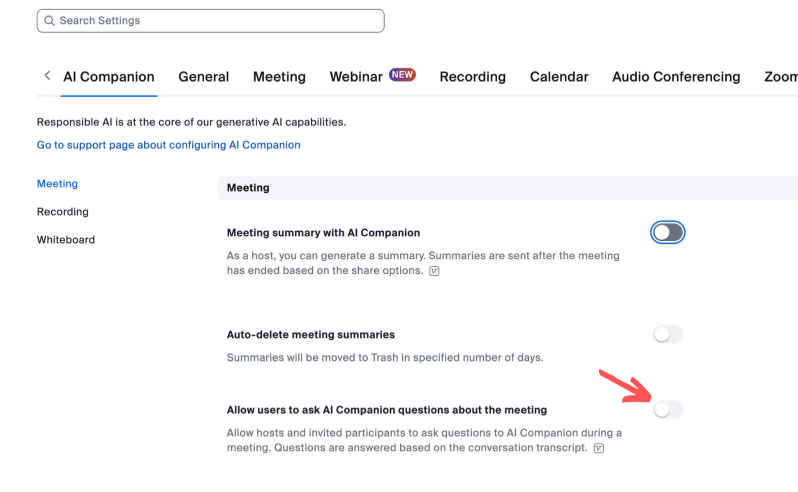 Search Settings
AI Companion General Meeting Webinar NEW Recording Calendar Audio Conferencing Zoom
Responsible AI is at the core of our generative AI capabilities.
Go to support page about configuring AI Companion
Meeting
Recording
Whiteboard
Meeting
Meeting summary with AI Companion
As a host, you can generate a summary. Summaries are sent after the meeting
has ended based on the share options.
Auto-delete meeting summaries
Summaries will be moved to Trash in specified number of days.
Allow users to ask AI Companion questions about the meeting
Allow hosts and invited participants to ask questions to AI Companion during a
meeting. Questions are answered based on the conversation transcript.